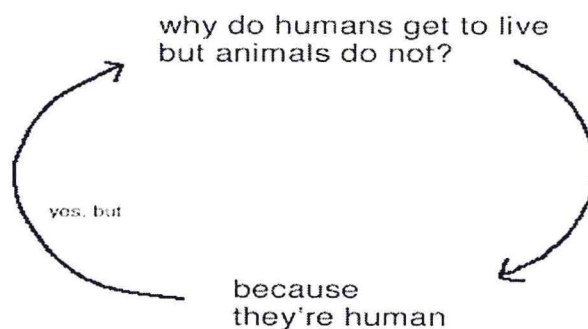 why do humans get to live
but animals do not?
yes, but
because
they're human